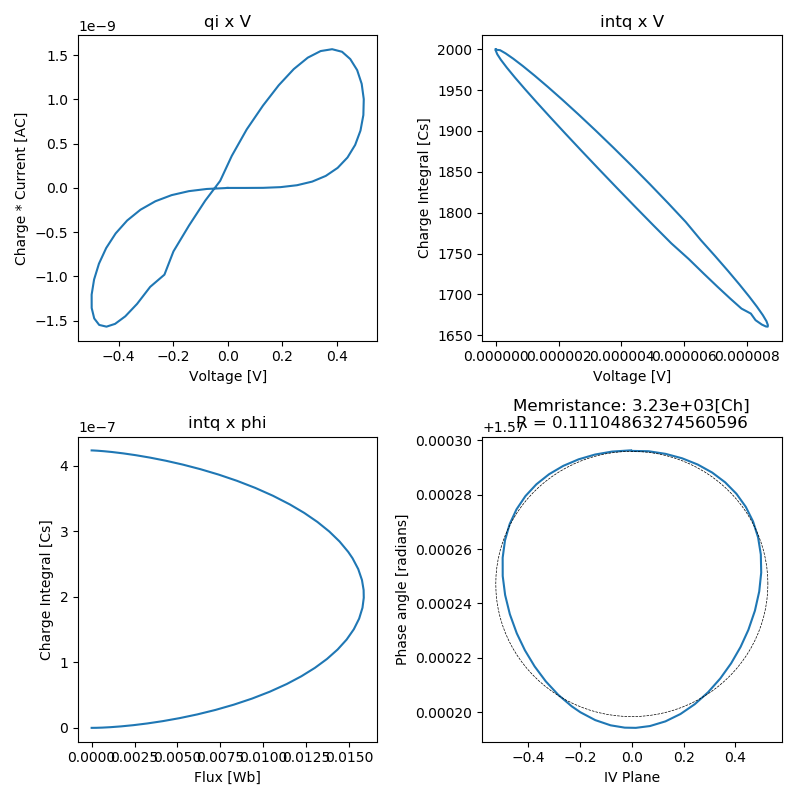 qi x V
1e−9
1.5
1.0
0.5
0.0
−0.5
−1.0
−1.5
Charge * Current [AC]
−0.4 −0.2 0.0 0.2 0.4
Voltage [V]
intq x V
2000
1950
1900
1850
1800
1750
1700
1650
Charge Integral [Cs]
0.000000 0.000002 0.000004 0.000006 0.000008
Voltage [V]
intq x phi
1e−7
4
3
2
1
0
Charge Integral [Cs]
0.0000 0.0025 0.0050 0.0075 0.0100 0.0125 0.0150
Flux [Wb]
Memristance: 3.23e+03[Ch]
R = 0.11104863274560596
+1.57
0.00030
0.00028
0.00026
0.00024
0.00022
0.00020
Phase angle [radians]
−0.4 −0.2 0.0 0.2 0.4
IV Plane